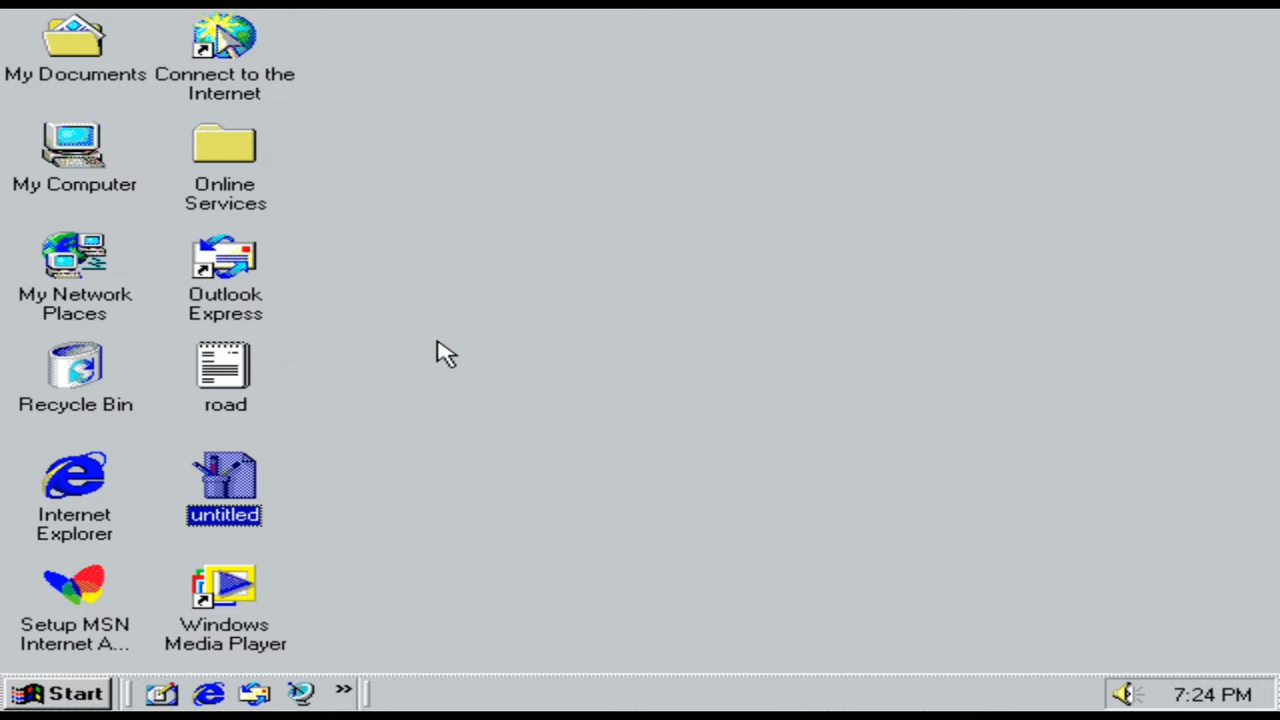 My Documents
Connect to the
Internet
My Computer
Online
Services
My Network
Places
Outlook
Express
Recycle Bin
road
Internet
Explorer
untitled
Setup MSN
Internet A...
Windows
Media Player
Start
»
7:24 PM